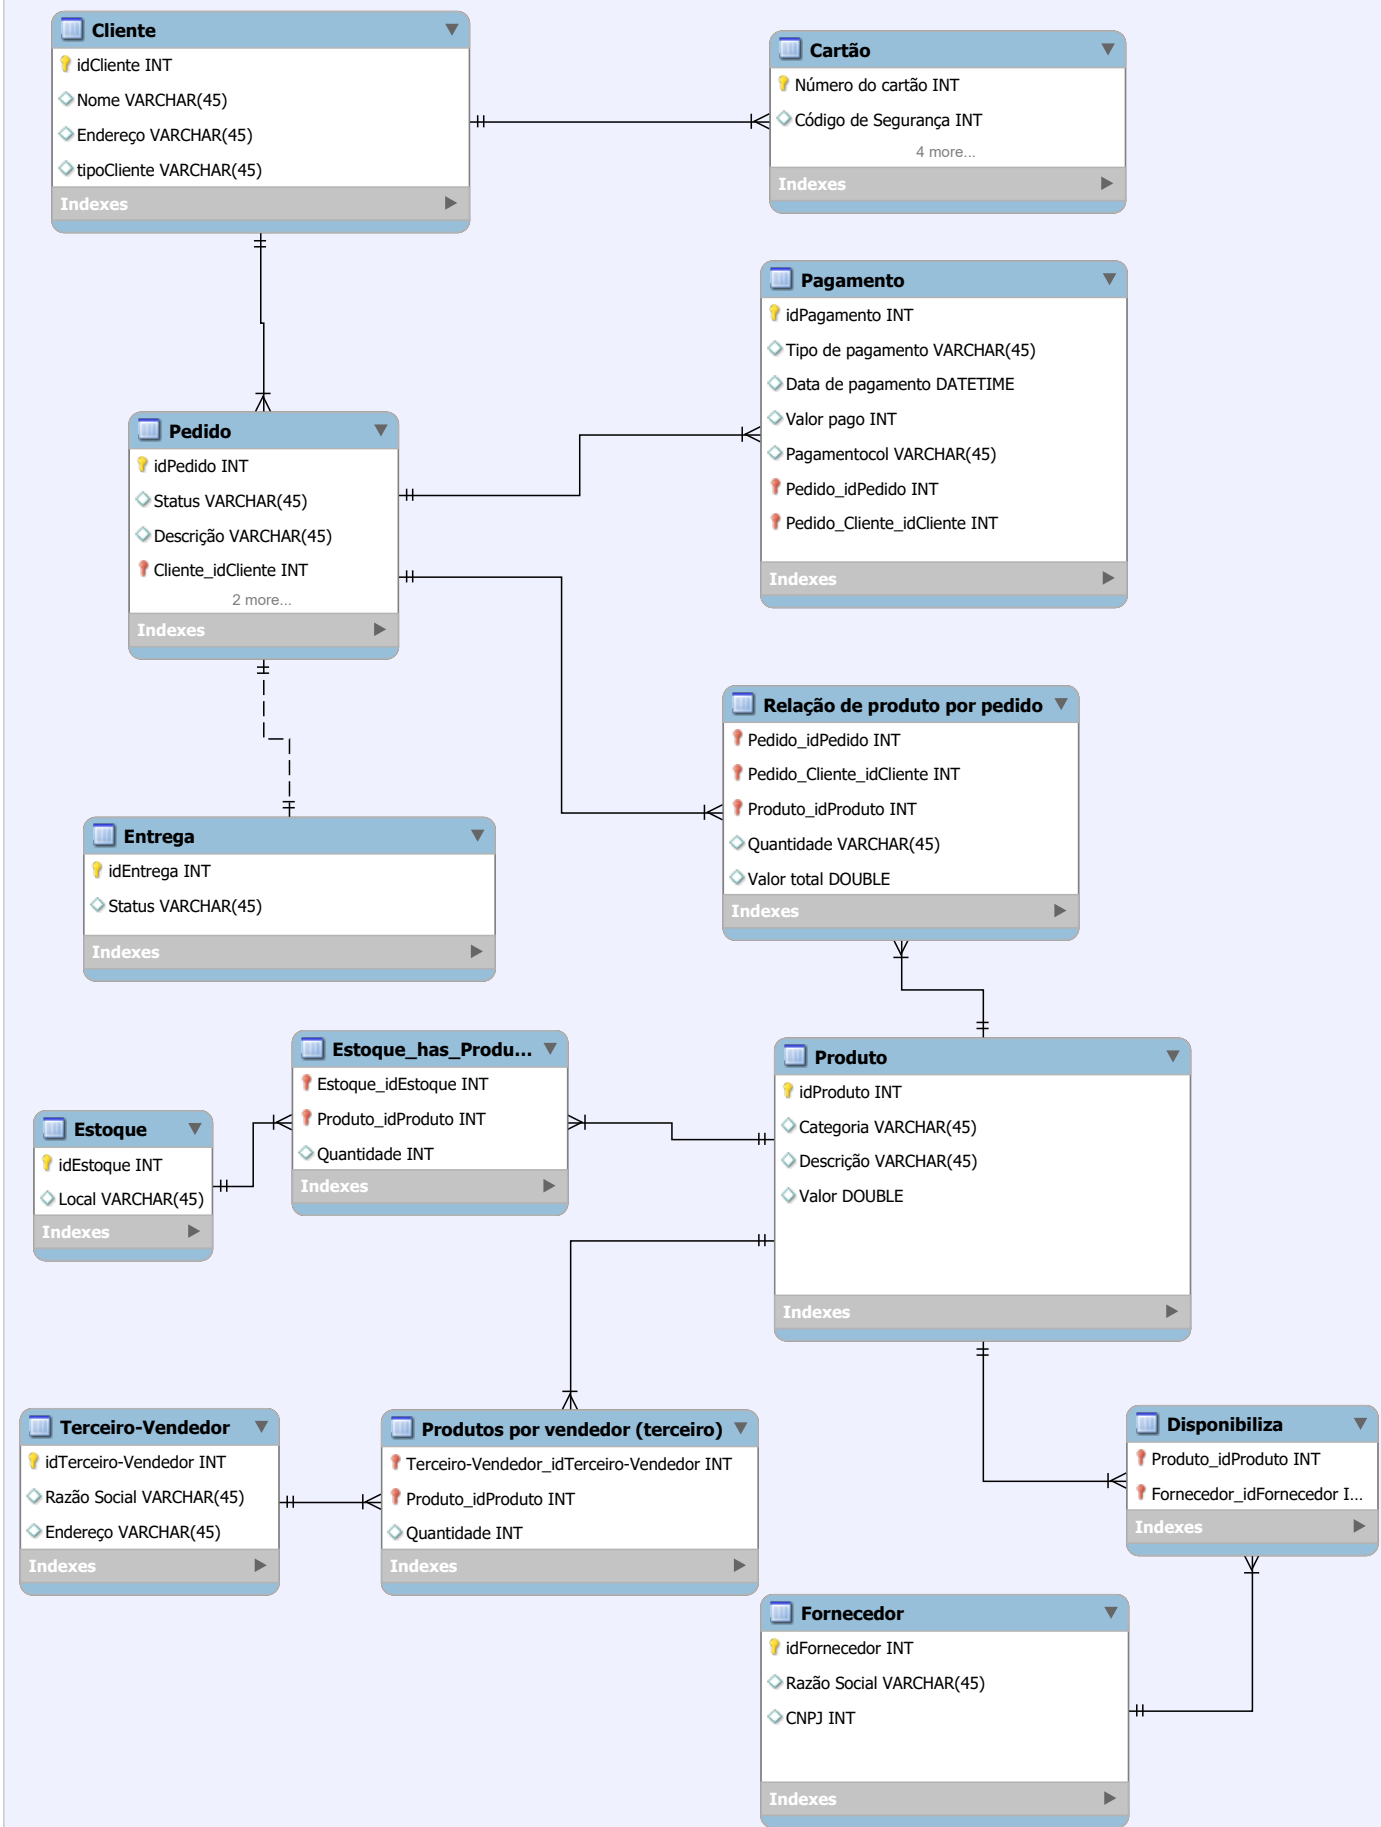 Cliente
idCliente INT
Nome VARCHAR(45)
Endereço VARCHAR(45)
tipoCliente VARCHAR(45)
Indexes
Cartão
Número do cartão INT
Código de Segurança INT
4 more...
Indexes
Pagamento
idPagamento INT
Tipo de pagamento VARCHAR(45)
Data de pagamento DATETIME
Valor pago INT
Pagamentocol VARCHAR(45)
Pedido_idPedido INT
Pedido_Cliente_idCliente INT
Indexes
Pedido
idPedido INT
Status VARCHAR(45)
Descrição VARCHAR(45)
Cliente_idCliente INT
2 more...
Indexes
Relação de produto por pedido
Pedido_idPedido INT
Pedido_Cliente_idCliente INT
Produto_idProduto INT
Quantidade VARCHAR(45)
Valor total DOUBLE
Indexes
Entrega
idEntrega INT
Status VARCHAR(45)
Indexes
Estoque_has_Produ...
Estoque_idEstoque INT
Produto_idProduto INT
Quantidade INT
Indexes
Produto
idProduto INT
Categoria VARCHAR(45)
Descrição VARCHAR(45)
Valor DOUBLE
Indexes
Estoque
idEstoque INT
Local VARCHAR(45)
Indexes
Terceiro-Vendedor
idTerceiro-Vendedor INT
Razão Social VARCHAR(45)
Endereço VARCHAR(45)
Indexes
Produtos por vendedor (terceiro)
Terceiro-Vendedor_idTerceiro-Vendedor INT
Produto_idProduto INT
Quantidade INT
Indexes
Disponibiliza
Produto_idProduto INT
Fornecedor_idFornecedor I...
Indexes
Fornecedor
idFornecedor INT
Razão Social VARCHAR(45)
CNPJ INT
Indexes